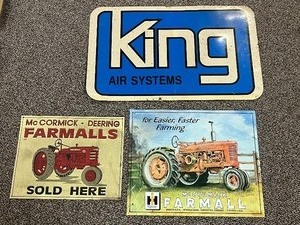 King
AIR SYSTEMS
McCORMICK - DEERING
FARMALLS
SOLD HERE
for Easier, Faster
Farming
FARMALL